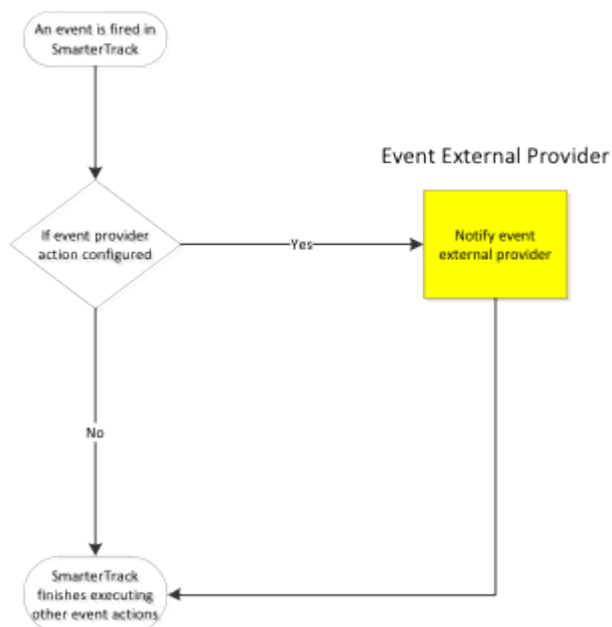 An event is fired in
SmarterTrack
Event External Provider
If event provider
action configured
Yes
Notify event
external provider
No
SmarterTrack
finishes executing
other event actions